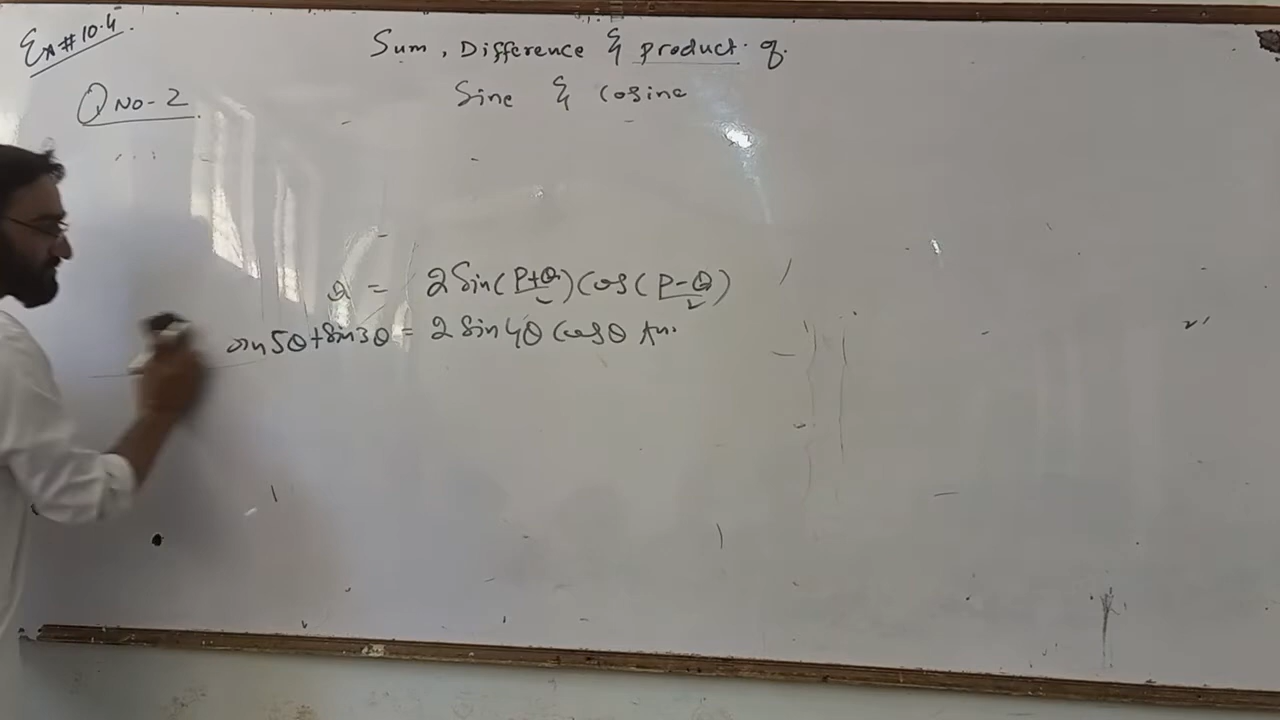 Ex # 10.4.
Sum, Difference & product of.
Q No-2
Sine & Cosine
= 2 Sin(P+Q/2) Cos(P-Q/2)
Sin5θ+Sin3θ = 2 Sin4θ Cosθ Ans.